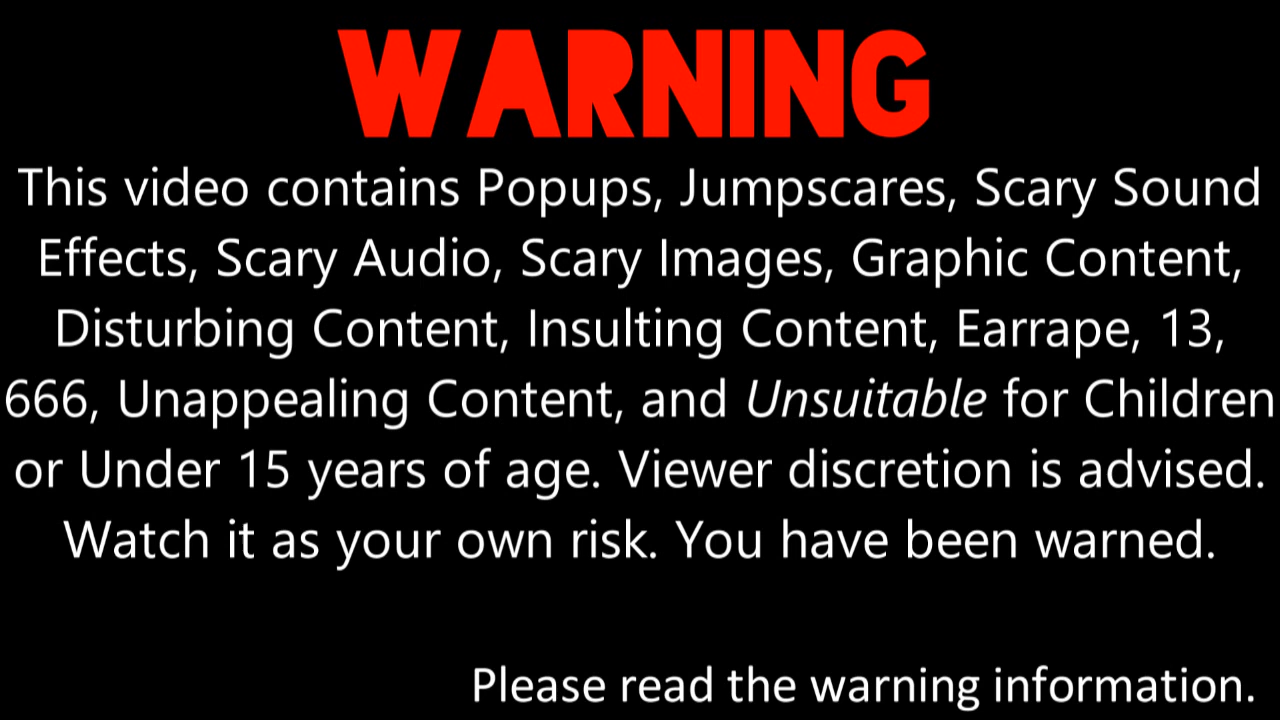 WARNING
This video contains Popups, Jumpscares, Scary Sound
Effects, Scary Audio, Scary Images, Graphic Content,
Disturbing Content, Insulting Content, Earrape, 13,
666, Unappealing Content, and Unsuitable for Children
or Under 15 years of age. Viewer discretion is advised.
Watch it as your own risk. You have been warned.
Please read the warning information.